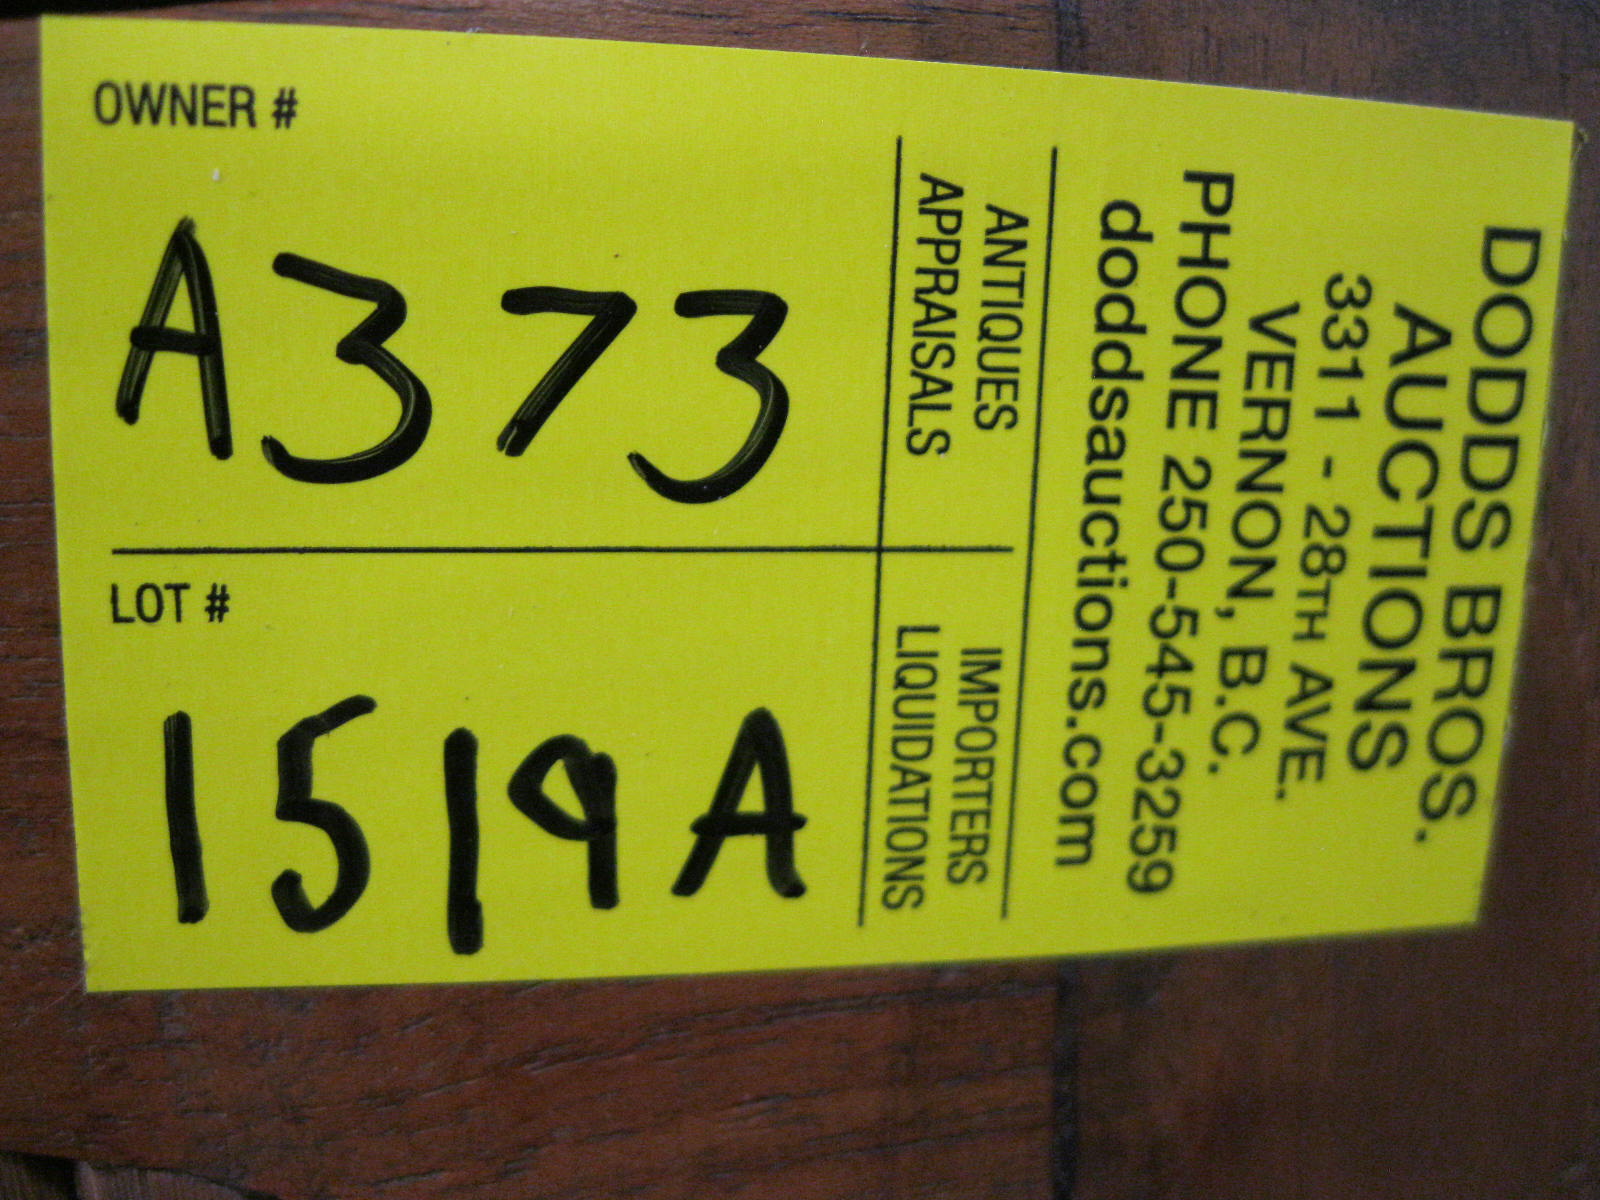 OWNER #
A373
LOT #
1519A
ANTIQUES
APPRAISALS
IMPORTERS
LIQUIDATIONS
DODDS BROS.
AUCTIONS
3311 - 28TH AVE.
VERNON, B.C.
PHONE 250-545-3259
doddsauctions.com